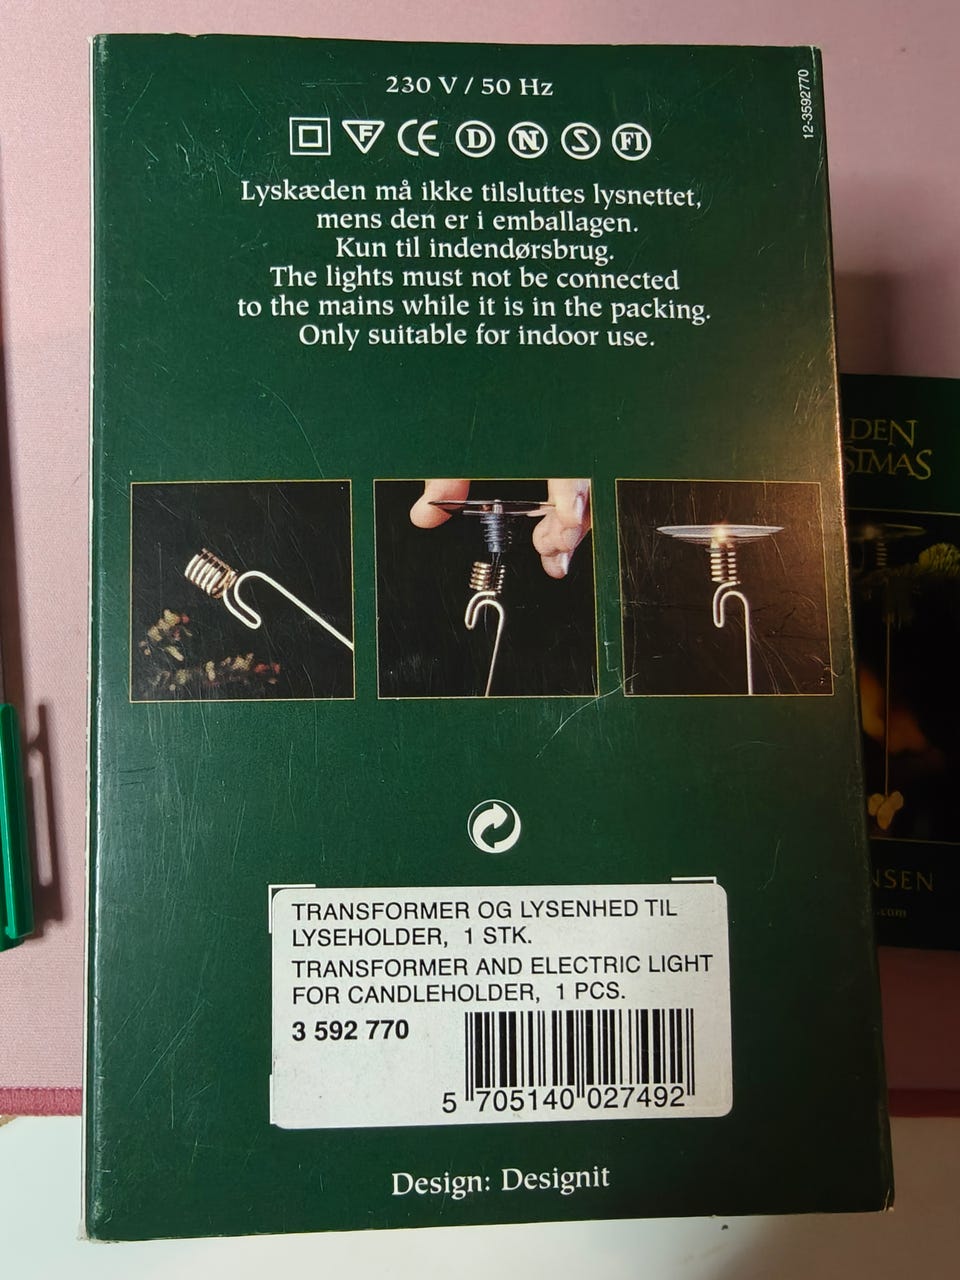 230 V / 50 Hz
12-3592770
F CE D N S FI
Lyskæden må ikke tilsluttes lysnettet,
mens den er i emballagen.
Kun til indendørsbrug.
The lights must not be connected
to the mains while it is in the packing.
Only suitable for indoor use.
DEN
STMAS
NSEN
.com
TRANSFORMER OG LYSENHED TIL
LYSEHOLDER, 1 STK.
TRANSFORMER AND ELECTRIC LIGHT
FOR CANDLEHOLDER, 1 PCS.
3 592 770
5 705140 027492
Design: Designit